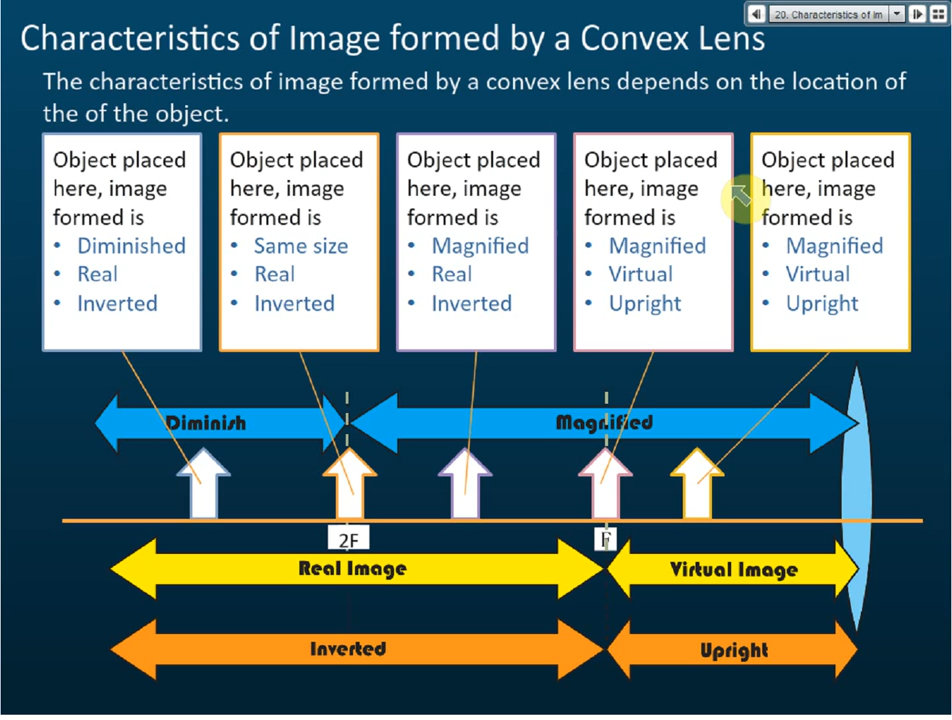 20. Characteristics of Im
Characteristics of Image formed by a Convex Lens
The characteristics of image formed by a convex lens depends on the location of
the of the object.
Object placed
here, image
formed is
• Diminished
• Real
• Inverted
Object placed
here, image
formed is
• Same size
• Real
• Inverted
Object placed
here, image
formed is
• Magnified
• Real
• Inverted
Object placed
here, image
formed is
• Magnified
• Virtual
• Upright
Object placed
here, image
formed is
• Magnified
• Virtual
• Upright
Diminish
Magnified
2F
F
Real Image
Virtual Image
Inverted
Upright